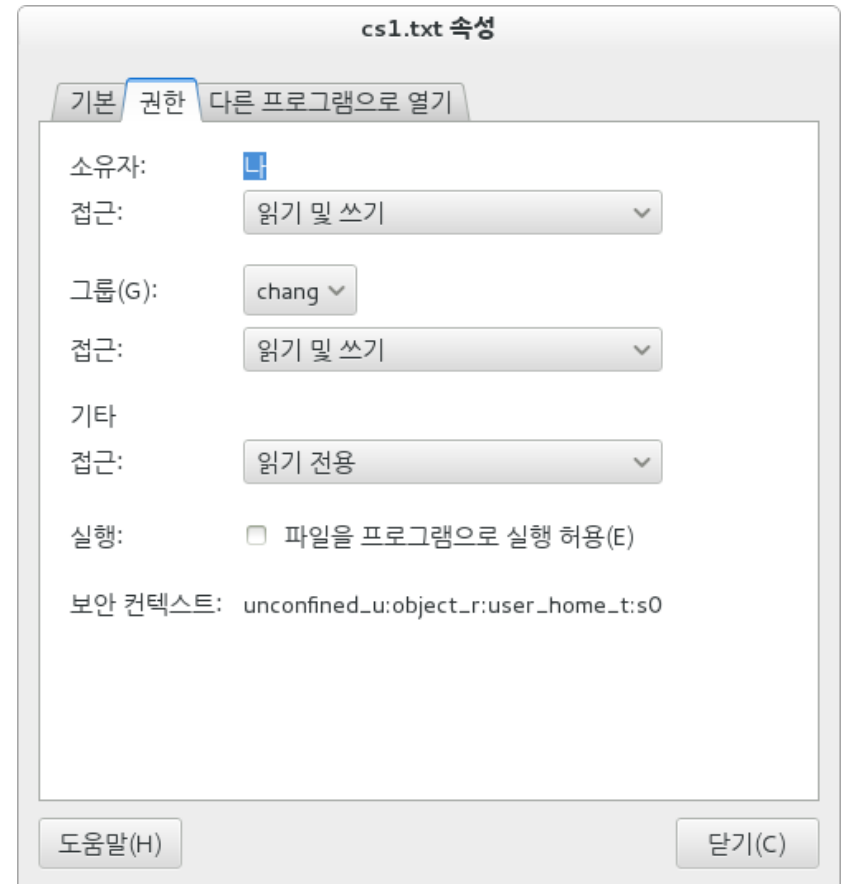 cs1.txt 속성
기본 권한 다른 프로그램으로 열기
소유자: 나
접근: 읽기 및 쓰기
그룹(G): chang
접근: 읽기 및 쓰기
기타
접근: 읽기 전용
실행: 파일을 프로그램으로 실행 허용(E)
보안 컨텍스트: unconfined_u:object_r:user_home_t:s0
도움말(H) 닫기(C)